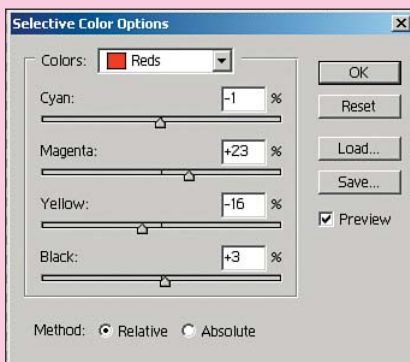 Selective Color Options
Colors: Reds
OK
Cyan: -1 %
Reset
Magenta: +23 %
Load...
Save...
Yellow: -16 %
Preview
Black: +3 %
Method: Relative Absolute